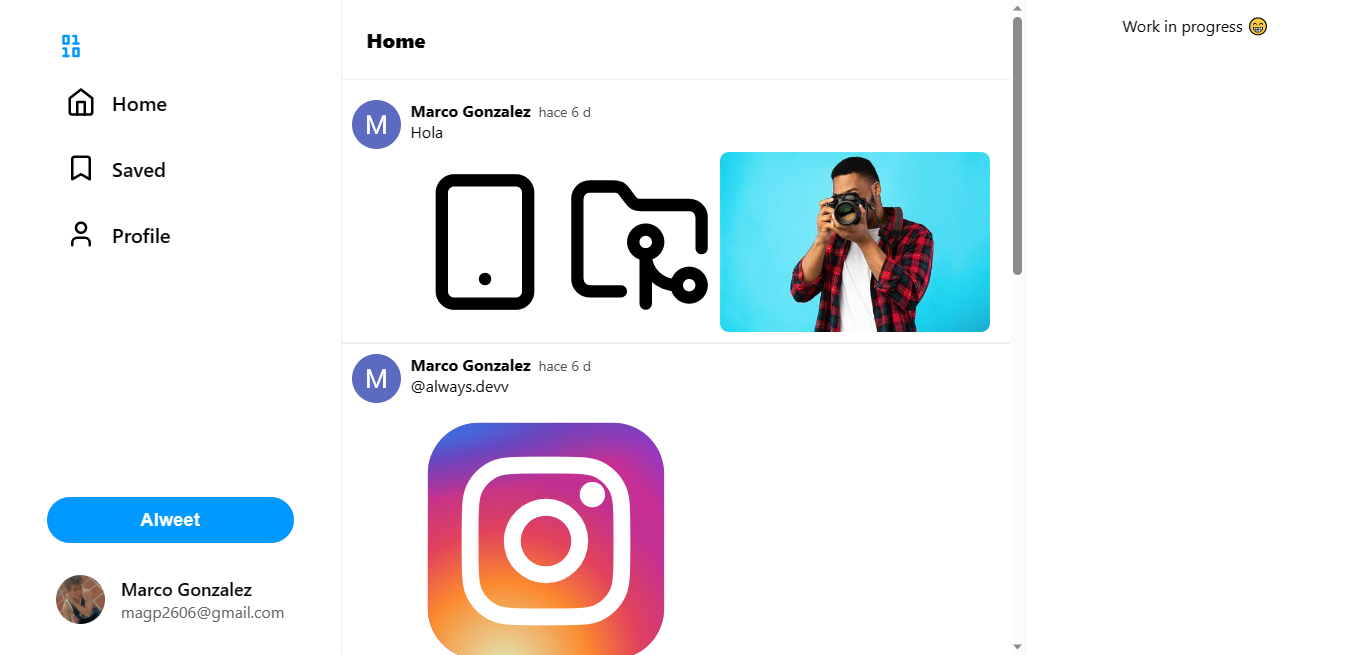 01
10
Home
Saved
Profile
Alweet
Marco Gonzalez
magp2606@gmail.com
Home
M
Marco Gonzalez hace 6 d
Hola
M
Marco Gonzalez hace 6 d
@always.devv
Work in progress 😁